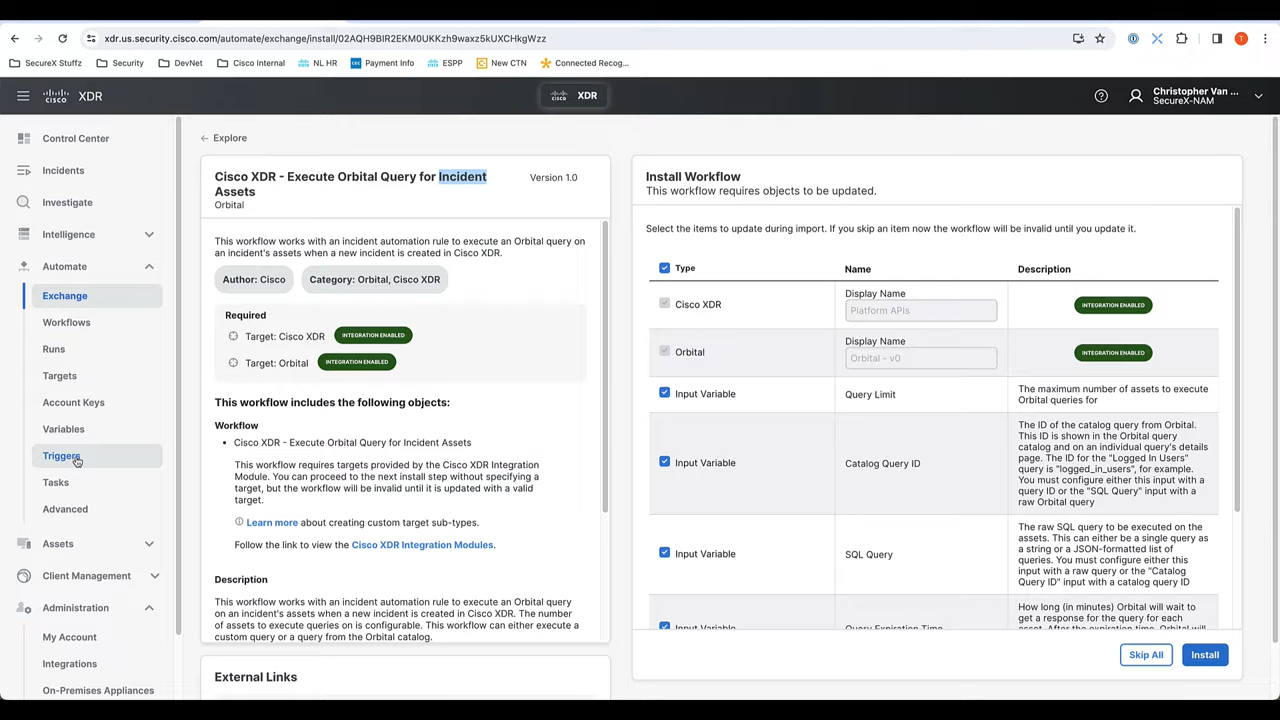 xdr.us.security.cisco.com/automate/exchange/install/02AQH9BIR2EKM0UKKzh9waxz5kUXCHkgWzz
SecureX Stuffz
Security
DevNet
Cisco Internal
NL HR
Payment Info
ESPP
New CTN
Connected Recog...
CISCO XDR
CISCO XDR
Christopher Van ...
SecureX-NAM
Control Center
Incidents
Investigate
Intelligence
Automate
Exchange
Workflows
Runs
Targets
Account Keys
Variables
Triggers
Tasks
Advanced
Assets
Client Management
Administration
My Account
Integrations
On-Premises Appliances
Explore
Cisco XDR - Execute Orbital Query for Incident
Assets
Version 1.0
Orbital
This workflow works with an incident automation rule to execute an Orbital query on
an incident's assets when a new incident is created in Cisco XDR.
Author: Cisco
Category: Orbital, Cisco XDR
Required
Target: Cisco XDR INTEGRATION ENABLED
Target: Orbital INTEGRATION ENABLED
This workflow includes the following objects:
Workflow
• Cisco XDR - Execute Orbital Query for Incident Assets
This workflow requires targets provided by the Cisco XDR Integration
Module. You can proceed to the next install step without specifying a
target, but the workflow will be invalid until it is updated with a valid
target.
Learn more about creating custom target sub-types.
Follow the link to view the Cisco XDR Integration Modules.
Description
This workflow works with an incident automation rule to execute an Orbital query
on an incident's assets when a new incident is created in Cisco XDR. The number
of assets to execute queries on is configurable. This workflow can either execute a
custom query or a query from the Orbital catalog.
External Links
Install Workflow
This workflow requires objects to be updated.
Select the items to update during import. If you skip an item now the workflow will be invalid until you update it.
Type
Name
Description
Cisco XDR
Display Name
Platform APIs
INTEGRATION ENABLED
Orbital
Display Name
Orbital - v0
INTEGRATION ENABLED
Input Variable
Query Limit
The maximum number of assets to execute
Orbital queries for
Input Variable
Catalog Query ID
The ID of the catalog query from Orbital.
This ID is shown in the Orbital query
catalog and on an individual query's details
page. The ID for the "Logged In Users"
query is "logged_in_users", for example.
You must configure either this input with a
query ID or the "SQL Query" input with a
raw Orbital query
Input Variable
SQL Query
The raw SQL query to be executed on the
assets. This can either be a single query as
a string or a JSON-formatted list of
queries. You must configure either this
input with a raw query or the "Catalog
Query ID" input with a catalog query ID
Input Variable
Query Expiration Time
How long (in minutes) Orbital will wait to
get a response for the query for each
asset. After the expiration time, Orbital will
Skip All
Install